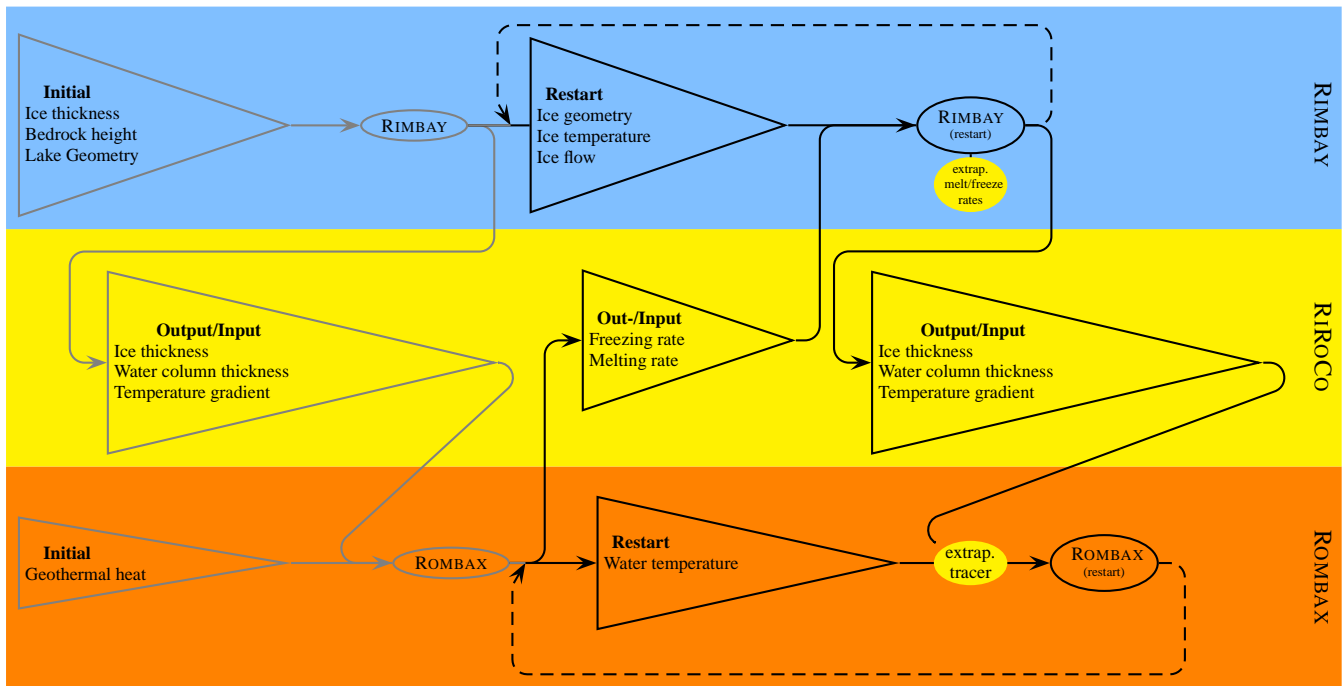 Initial
Ice thickness
Bedrock height
Lake Geometry
RIMBAY
Restart
Ice geometry
Ice temperature
Ice flow
RIMBAY
(restart)
extrap.
melt/freeze
rates
RIMBAY
Output/Input
Ice thickness
Water column thickness
Temperature gradient
Out-/Input
Freezing rate
Melting rate
Output/Input
Ice thickness
Water column thickness
Temperature gradient
RIROCO
Initial
Geothermal heat
ROMBAX
Restart
Water temperature
extrap.
tracer
ROMBAX
(restart)
ROMBAX